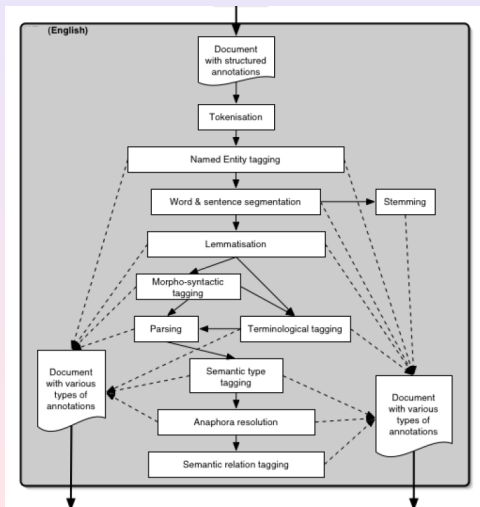 (English)
Document
with structured
annotations
Tokenisation
Named Entity tagging
Word & sentence segmentation
Stemming
Lemmatisation
Morpho-syntactic
tagging
Parsing
Terminological tagging
Semantic type
tagging
Document
with various
types of
annotations
Document
with various
types of
annotations
Anaphora resolution
Semantic relation tagging